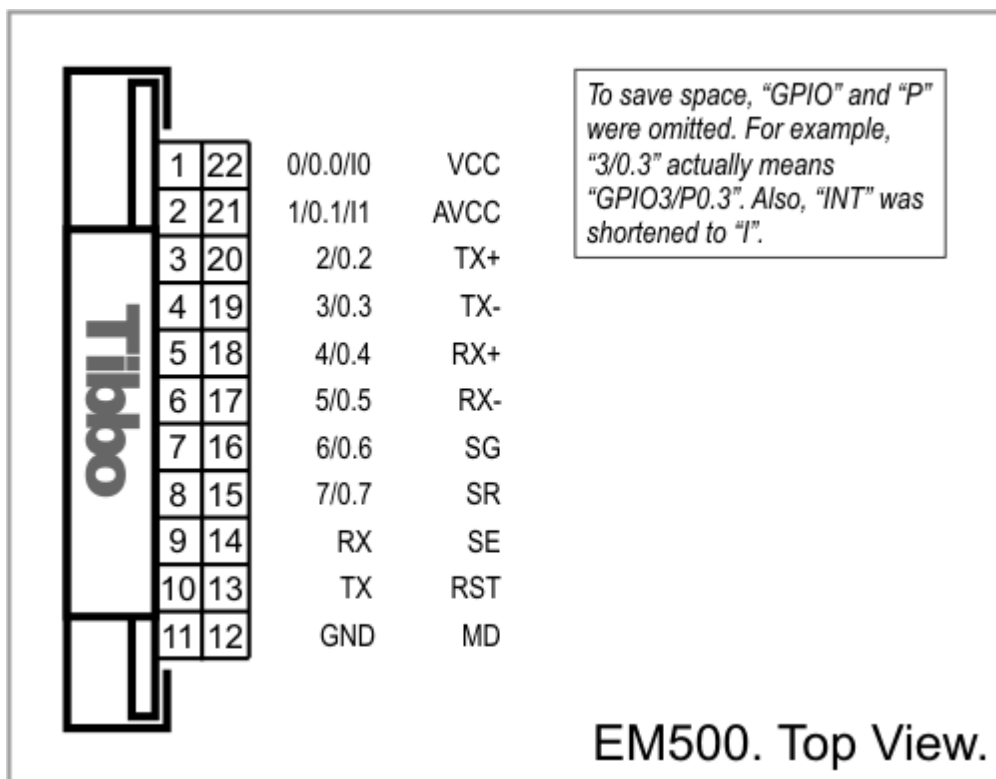 To save space, “GPIO” and “P”
were omitted. For example,
“3/0.3” actually means
“GPIO3/P0.3”. Also, “INT” was
shortened to “I”.
1 22 0/0.0/I0 VCC
2 21 1/0.1/I1 AVCC
3 20 2/0.2 TX+
4 19 3/0.3 TX-
5 18 4/0.4 RX+
6 17 5/0.5 RX-
7 16 6/0.6 SG
8 15 7/0.7 SR
9 14 RX SE
10 13 TX RST
11 12 GND MD
Tibbo
EM500. Top View.